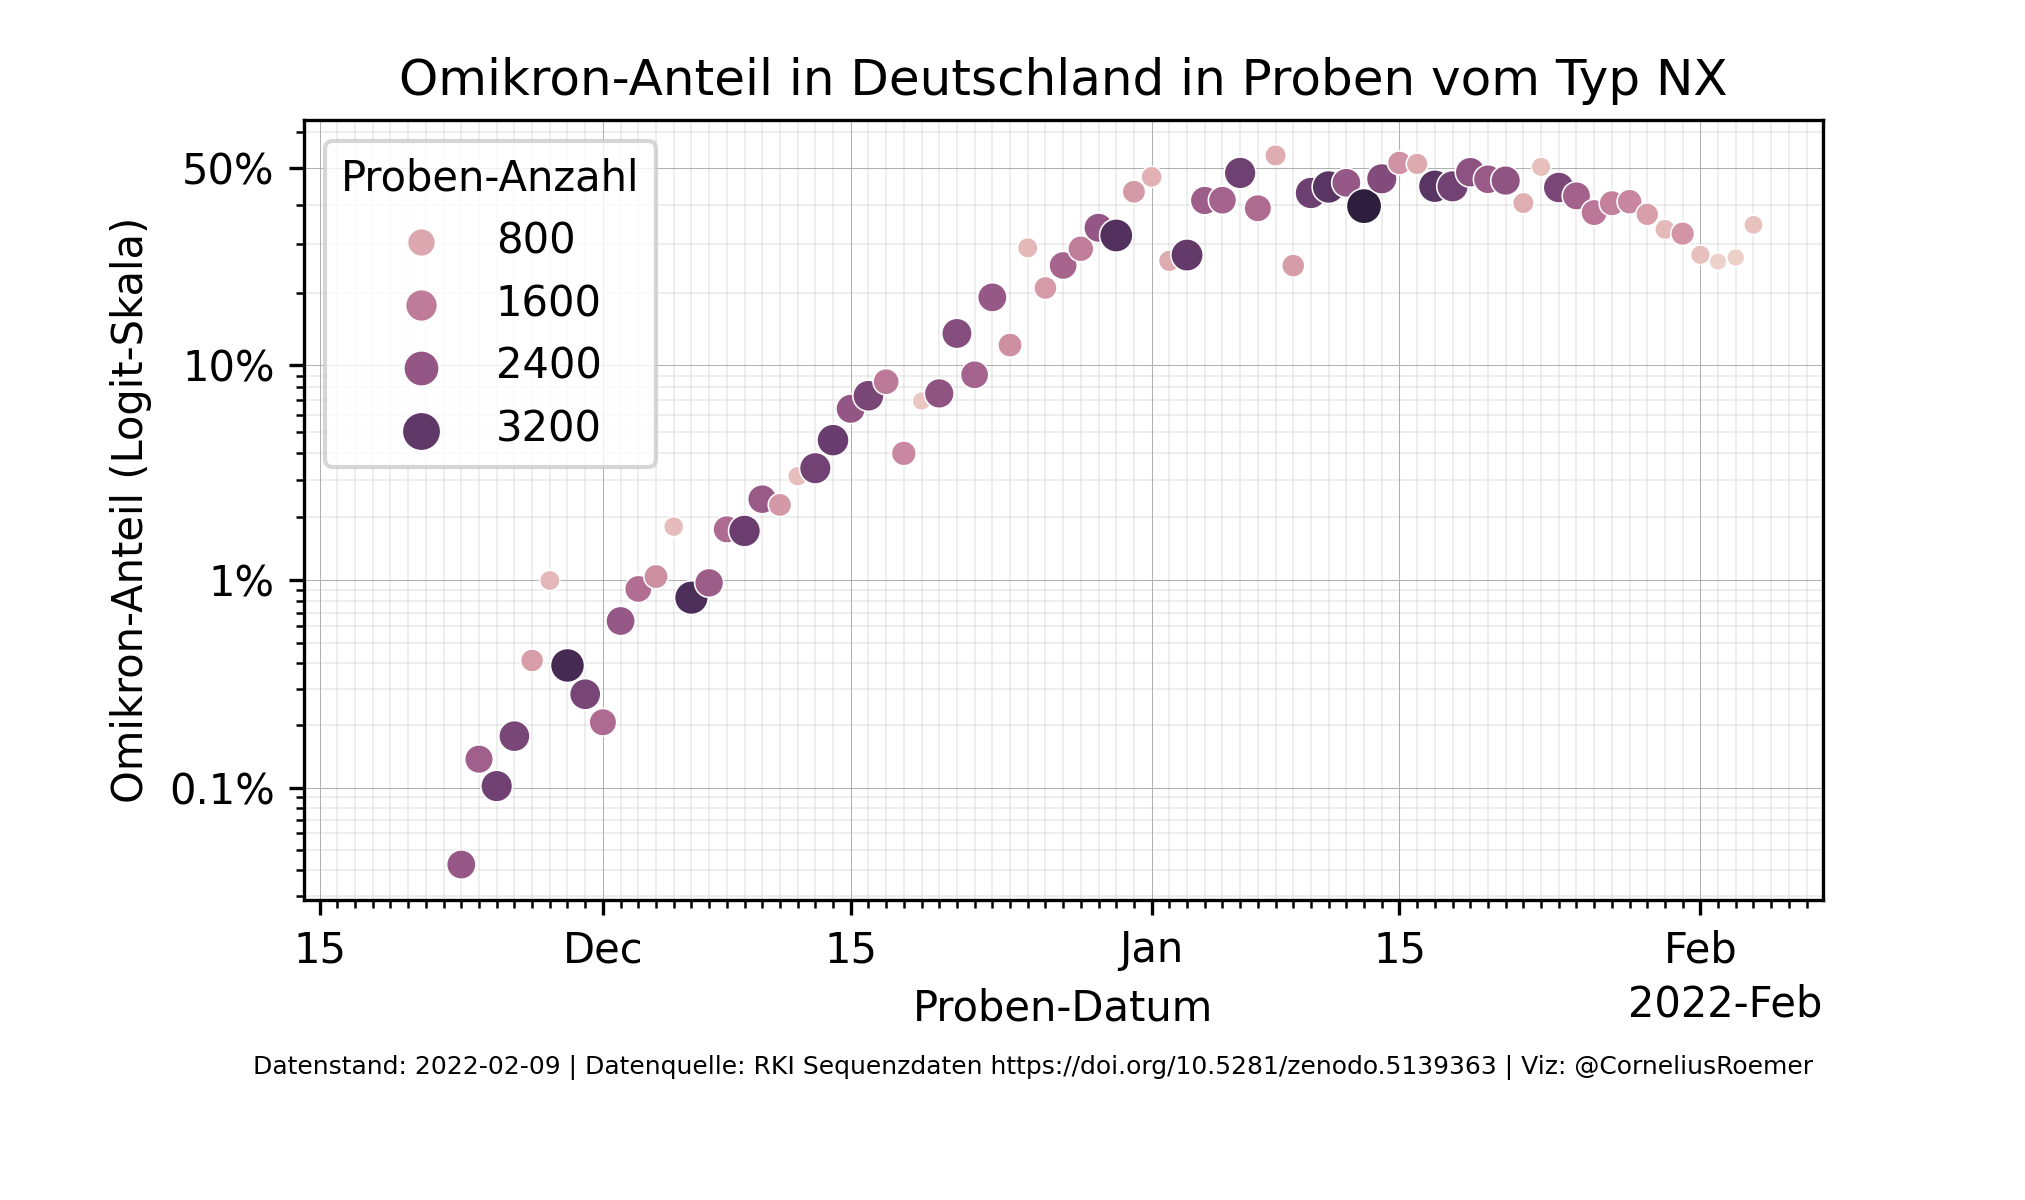 Omikron-Anteil in Deutschland in Proben vom Typ NX
Omikron-Anteil (Logit-Skala)
50%
10%
1%
0.1%
Proben-Anzahl
800
1600
2400
3200
15 Dec 15 Jan 15 Feb
2022-Feb
Proben-Datum
Datenstand: 2022-02-09 | Datenquelle: RKI Sequenzdaten https://doi.org/10.5281/zenodo.5139363 | Viz: @CorneliusRoemer